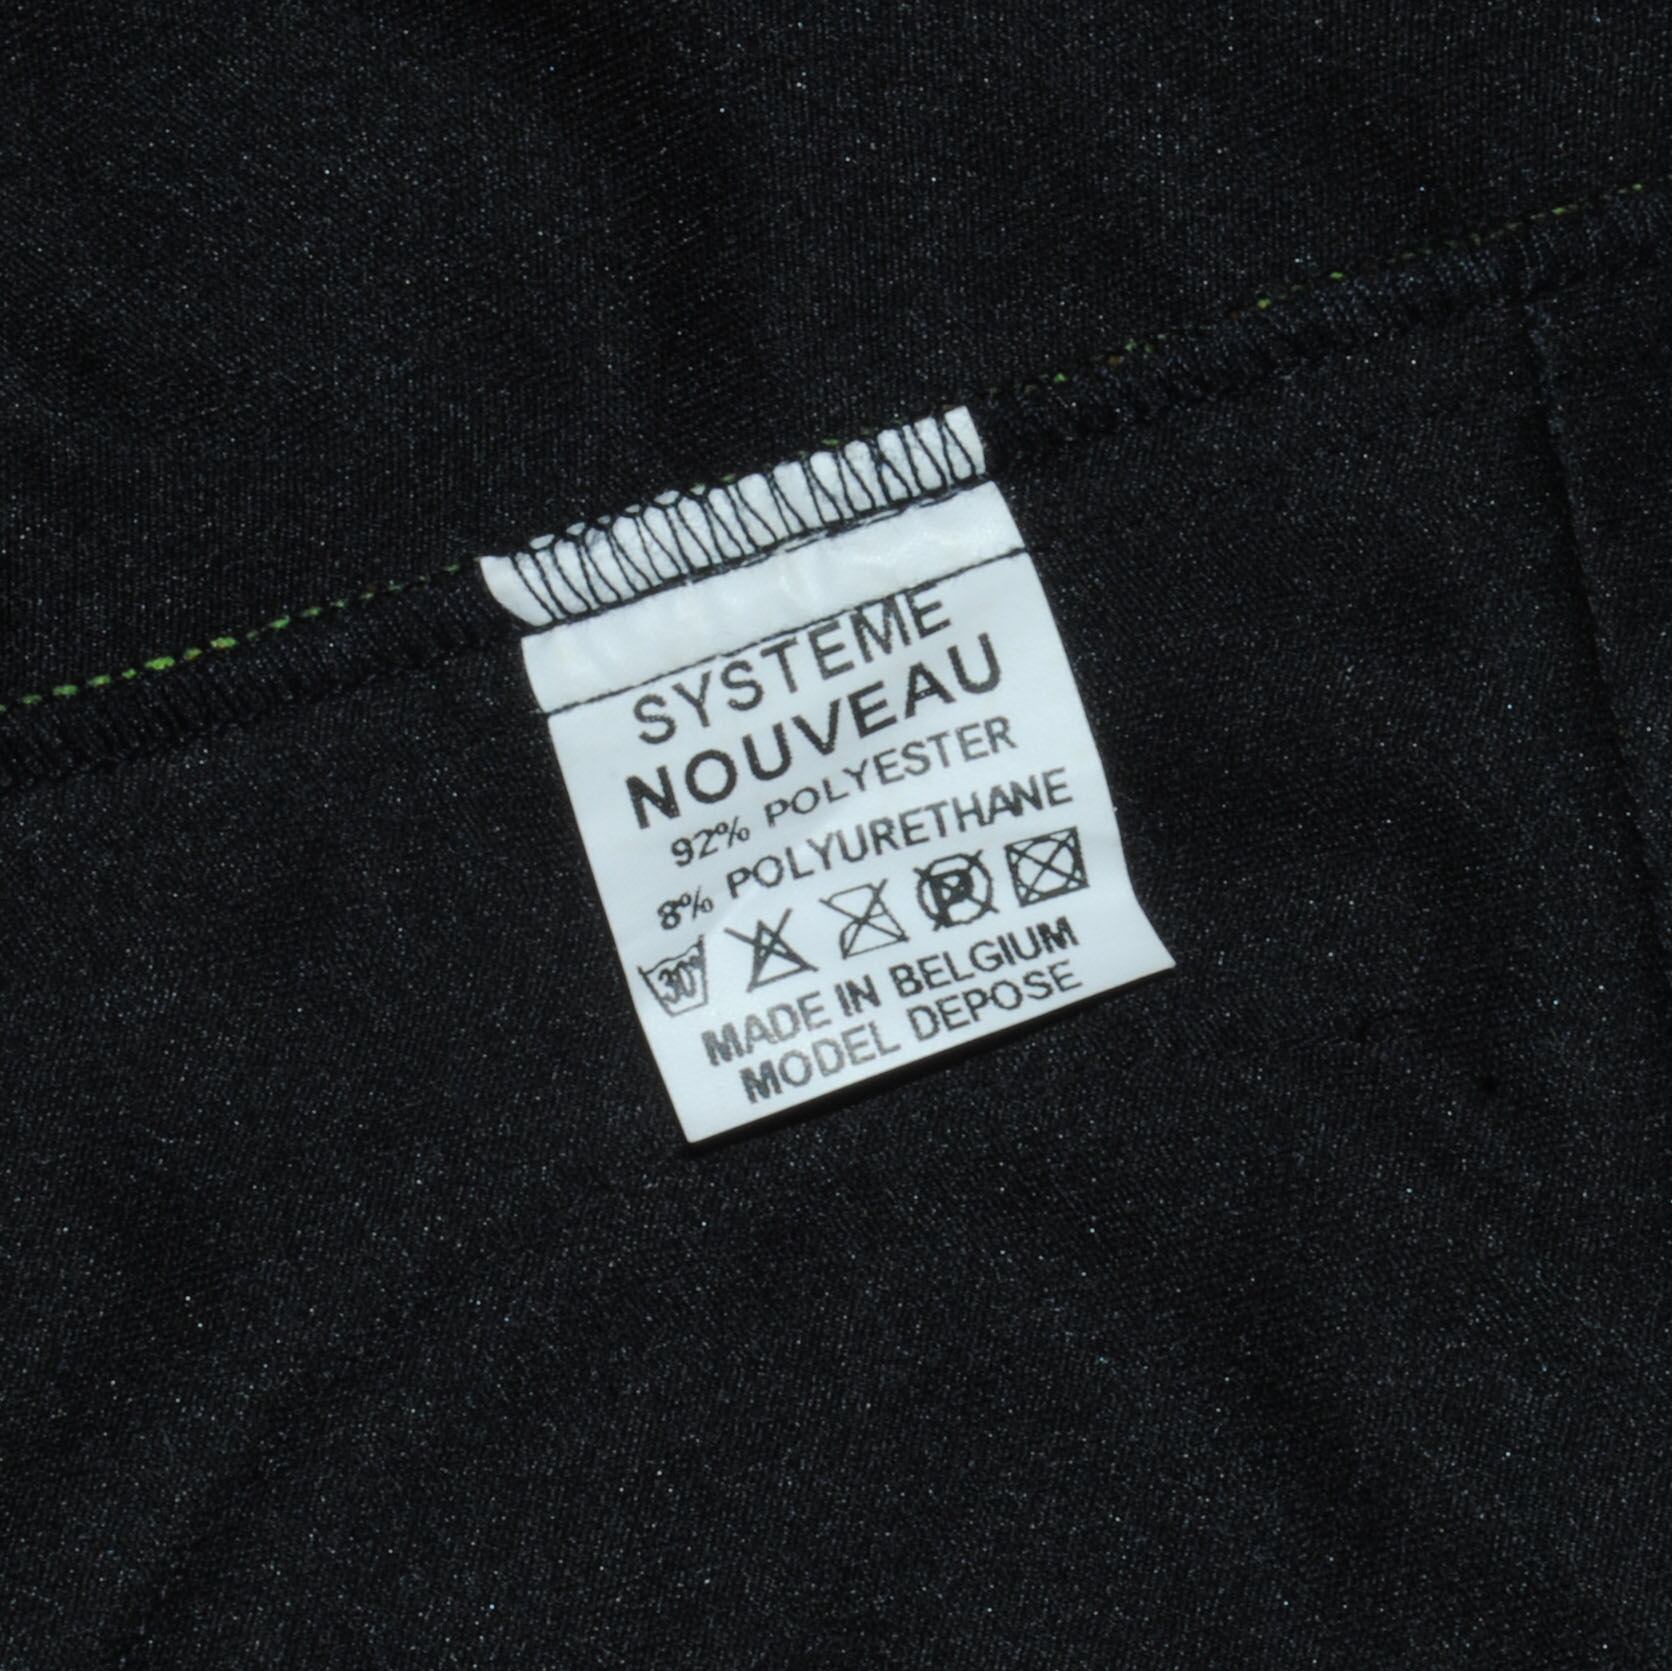 SYSTEME
NOUVEAU
92% POLYESTER
8% POLYURETHANE
30° P
MADE IN BELGIUM
MODEL DEPOSE